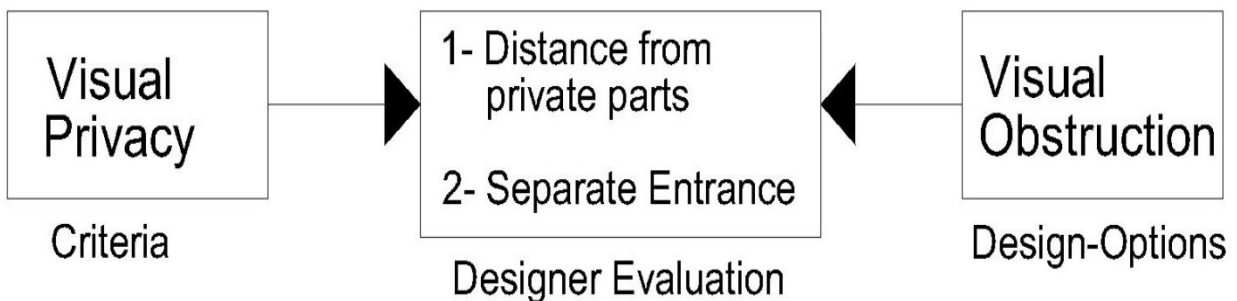 Visual
Privacy
Criteria
1- Distance from
private parts
2- Separate Entrance
Designer Evaluation
Visual
Obstruction
Design-Options